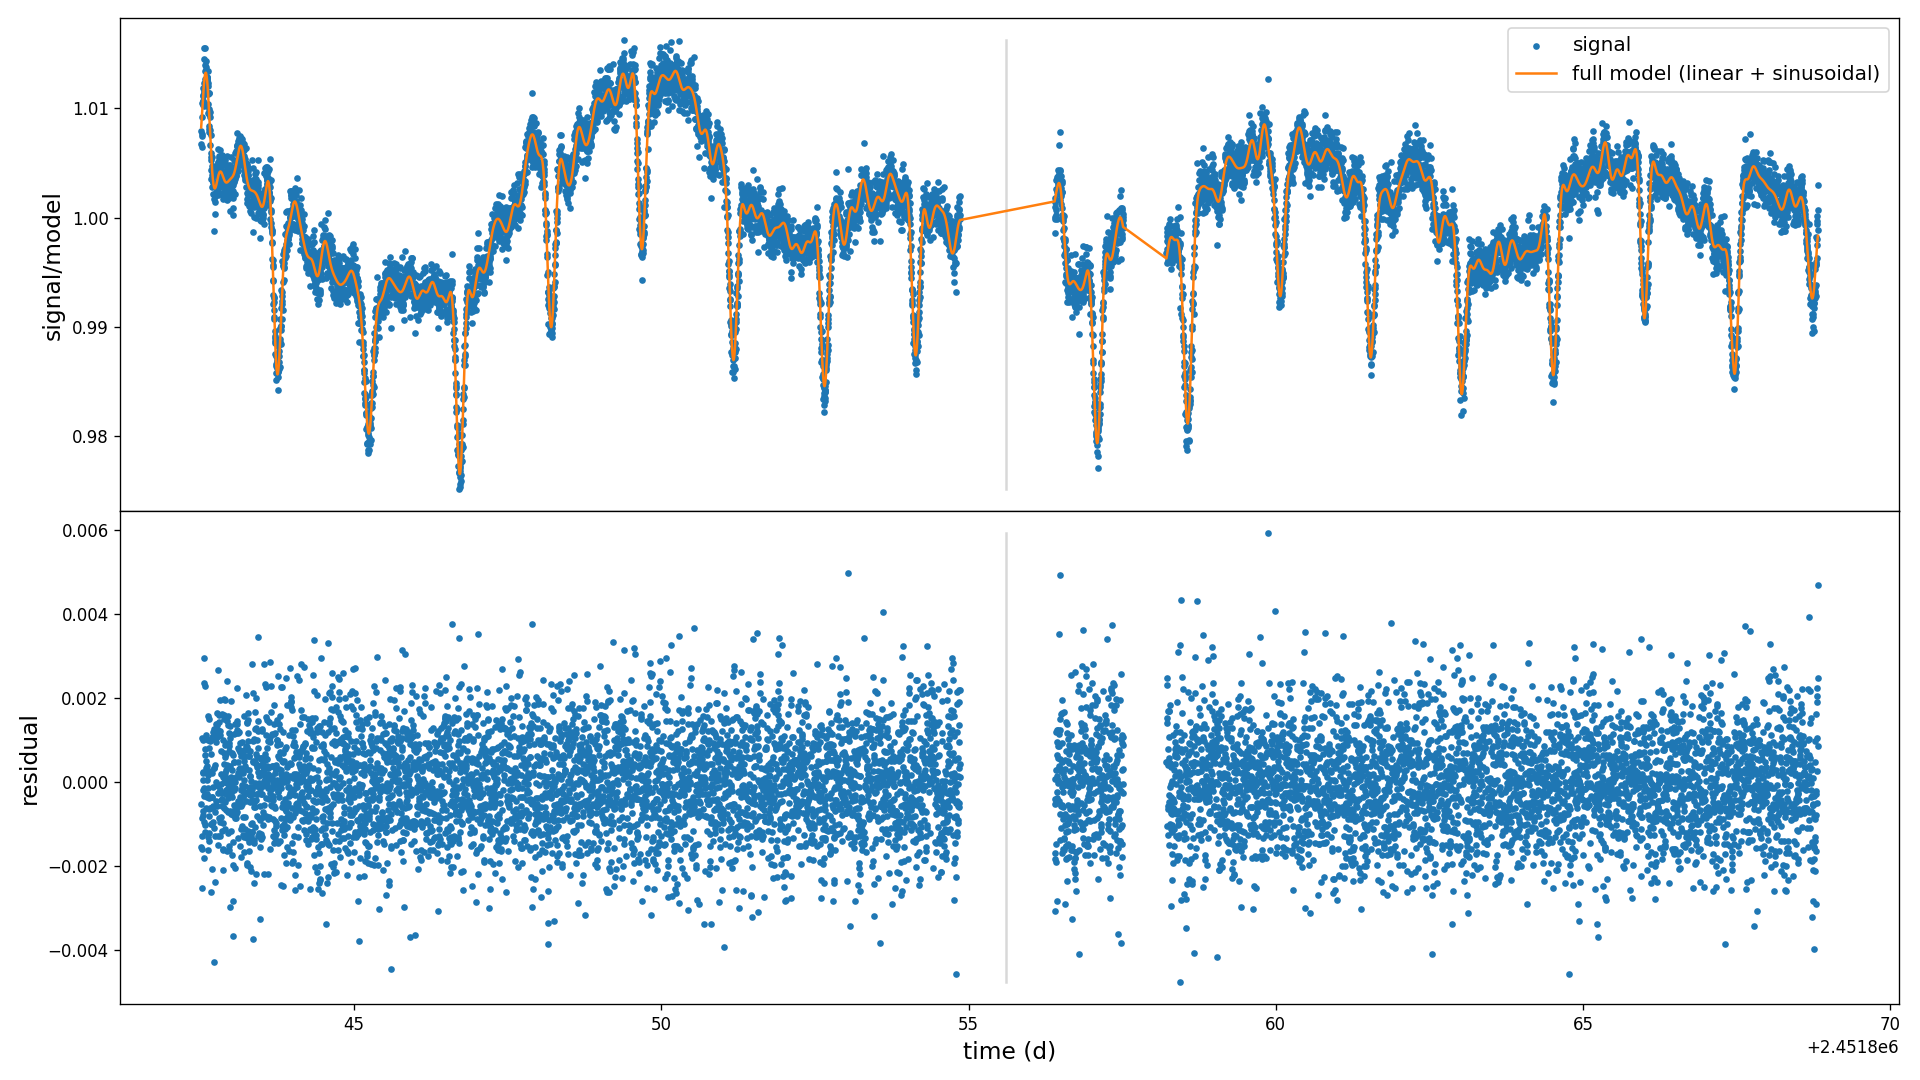 signal
full model (linear + sinusoidal)
signal/model
1.01
1.00
0.99
0.98
residual
0.006
0.004
0.002
0.000
−0.002
−0.004
45 50 55 60 65 70
time (d)
+2.4518e6